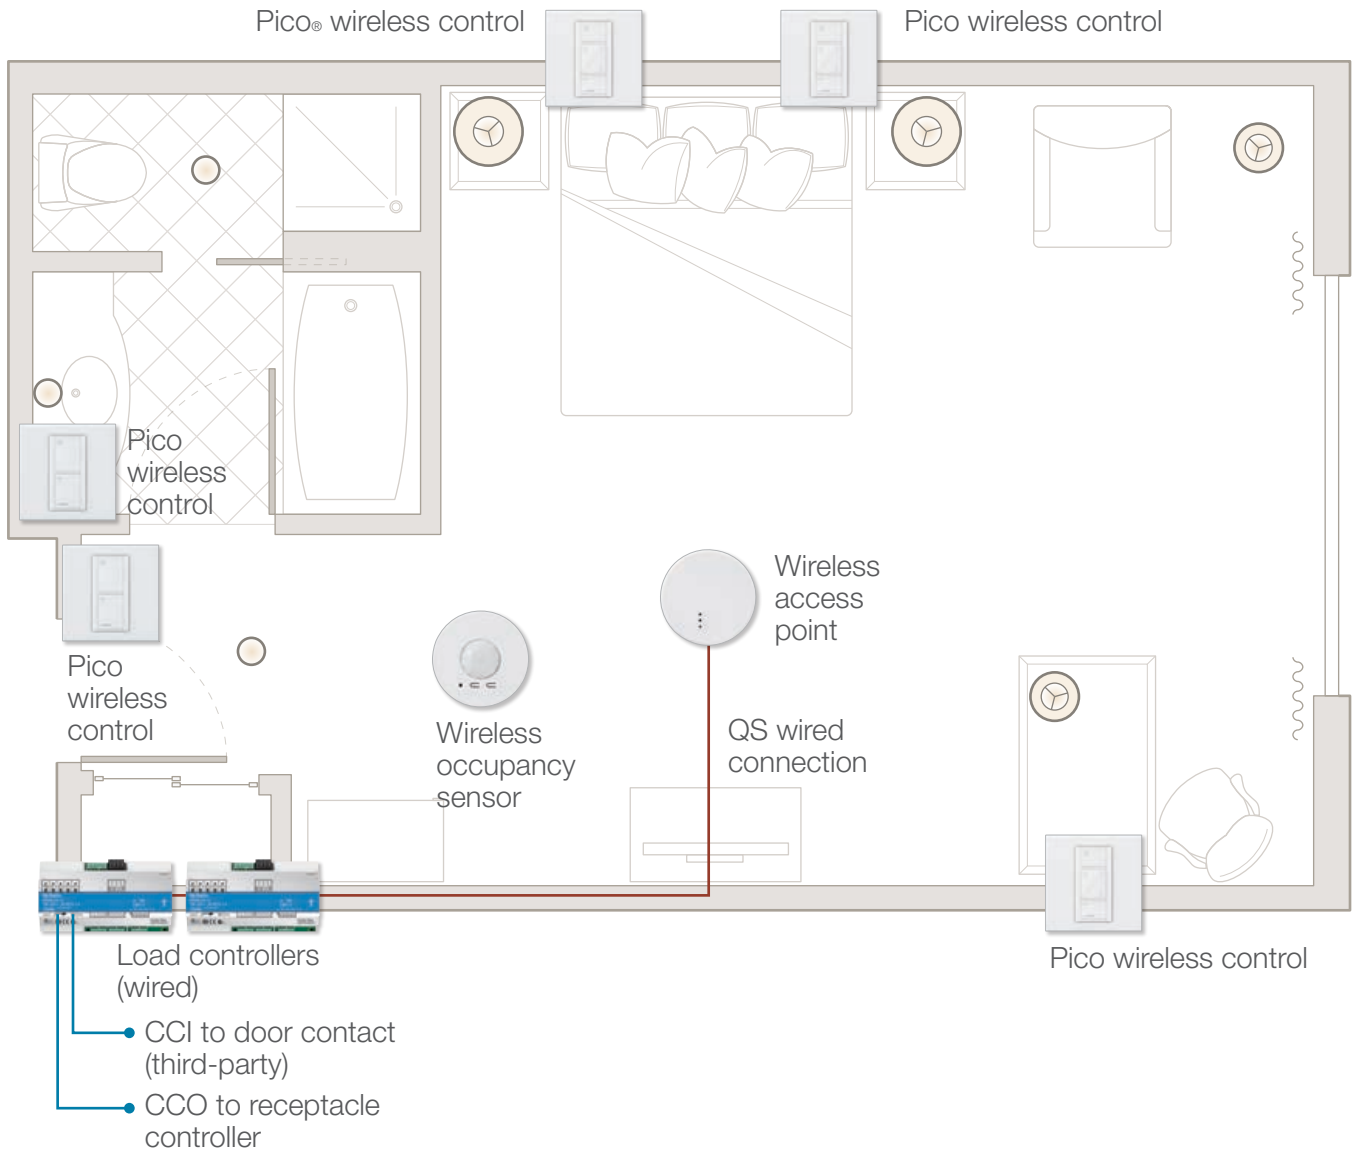 Pico® wireless control
Pico wireless control
Pico
wireless
control
Pico
wireless
control
Wireless
occupancy
sensor
Wireless
access
point
QS wired
connection
Pico wireless control
Load controllers
(wired)
CCI to door contact
(third-party)
CCO to receptacle
controller